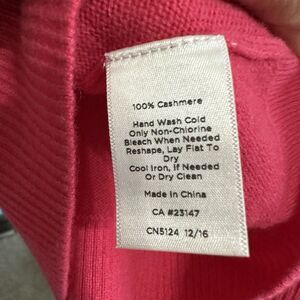 100% Cashmere
Hand Wash Cold
Only Non-Chlorine
Bleach When Needed
Reshape, Lay Flat To
Dry
Cool Iron, If Needed
Or Dry Clean
Made in China
CA #23147
CN5124 12/16